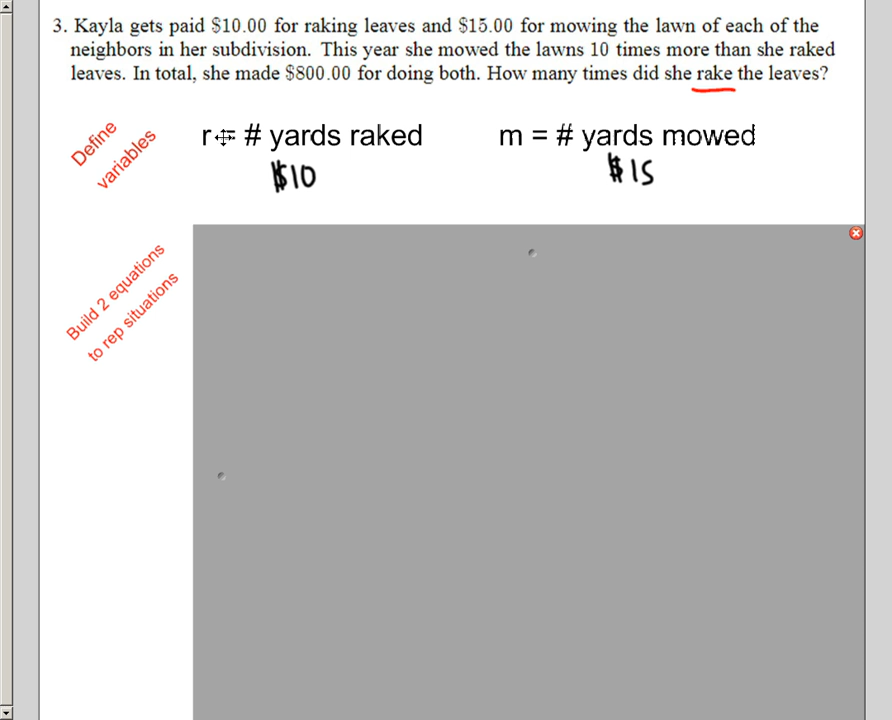 3. Kayla gets paid $10.00 for raking leaves and $15.00 for mowing the lawn of each of the
neighbors in her subdivision. This year she mowed the lawns 10 times more than she raked
leaves. In total, she made $800.00 for doing both. How many times did she rake the leaves?
Define
variables
r = # yards raked
m = # yards mowed
$10
$15
Build 2 equations
to rep situations